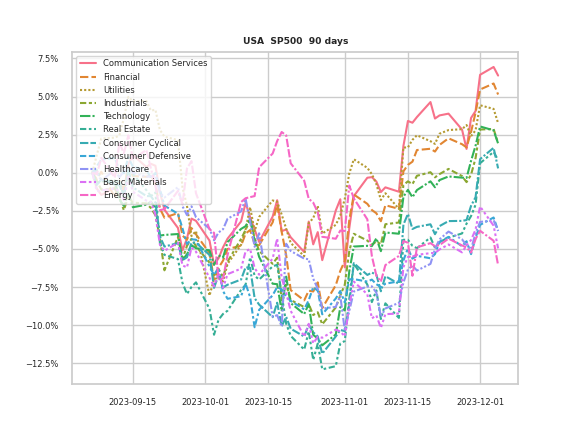 USA  SP500  90 days
7.5%
5.0%
2.5%
0.0%
−2.5%
−5.0%
−7.5%
−10.0%
−12.5%
Communication Services
Financial
Utilities
Industrials
Technology
Real Estate
Consumer Cyclical
Consumer Defensive
Healthcare
Basic Materials
Energy
2023-09-15
2023-10-01
2023-10-15
2023-11-01
2023-11-15
2023-12-01